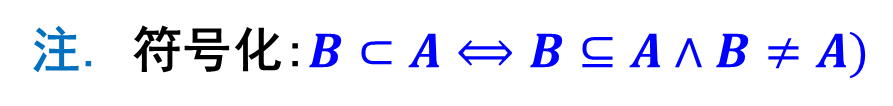 注. 符号化:B ⊂ A ⟺ B ⊆ A ∧ B ≠ A)